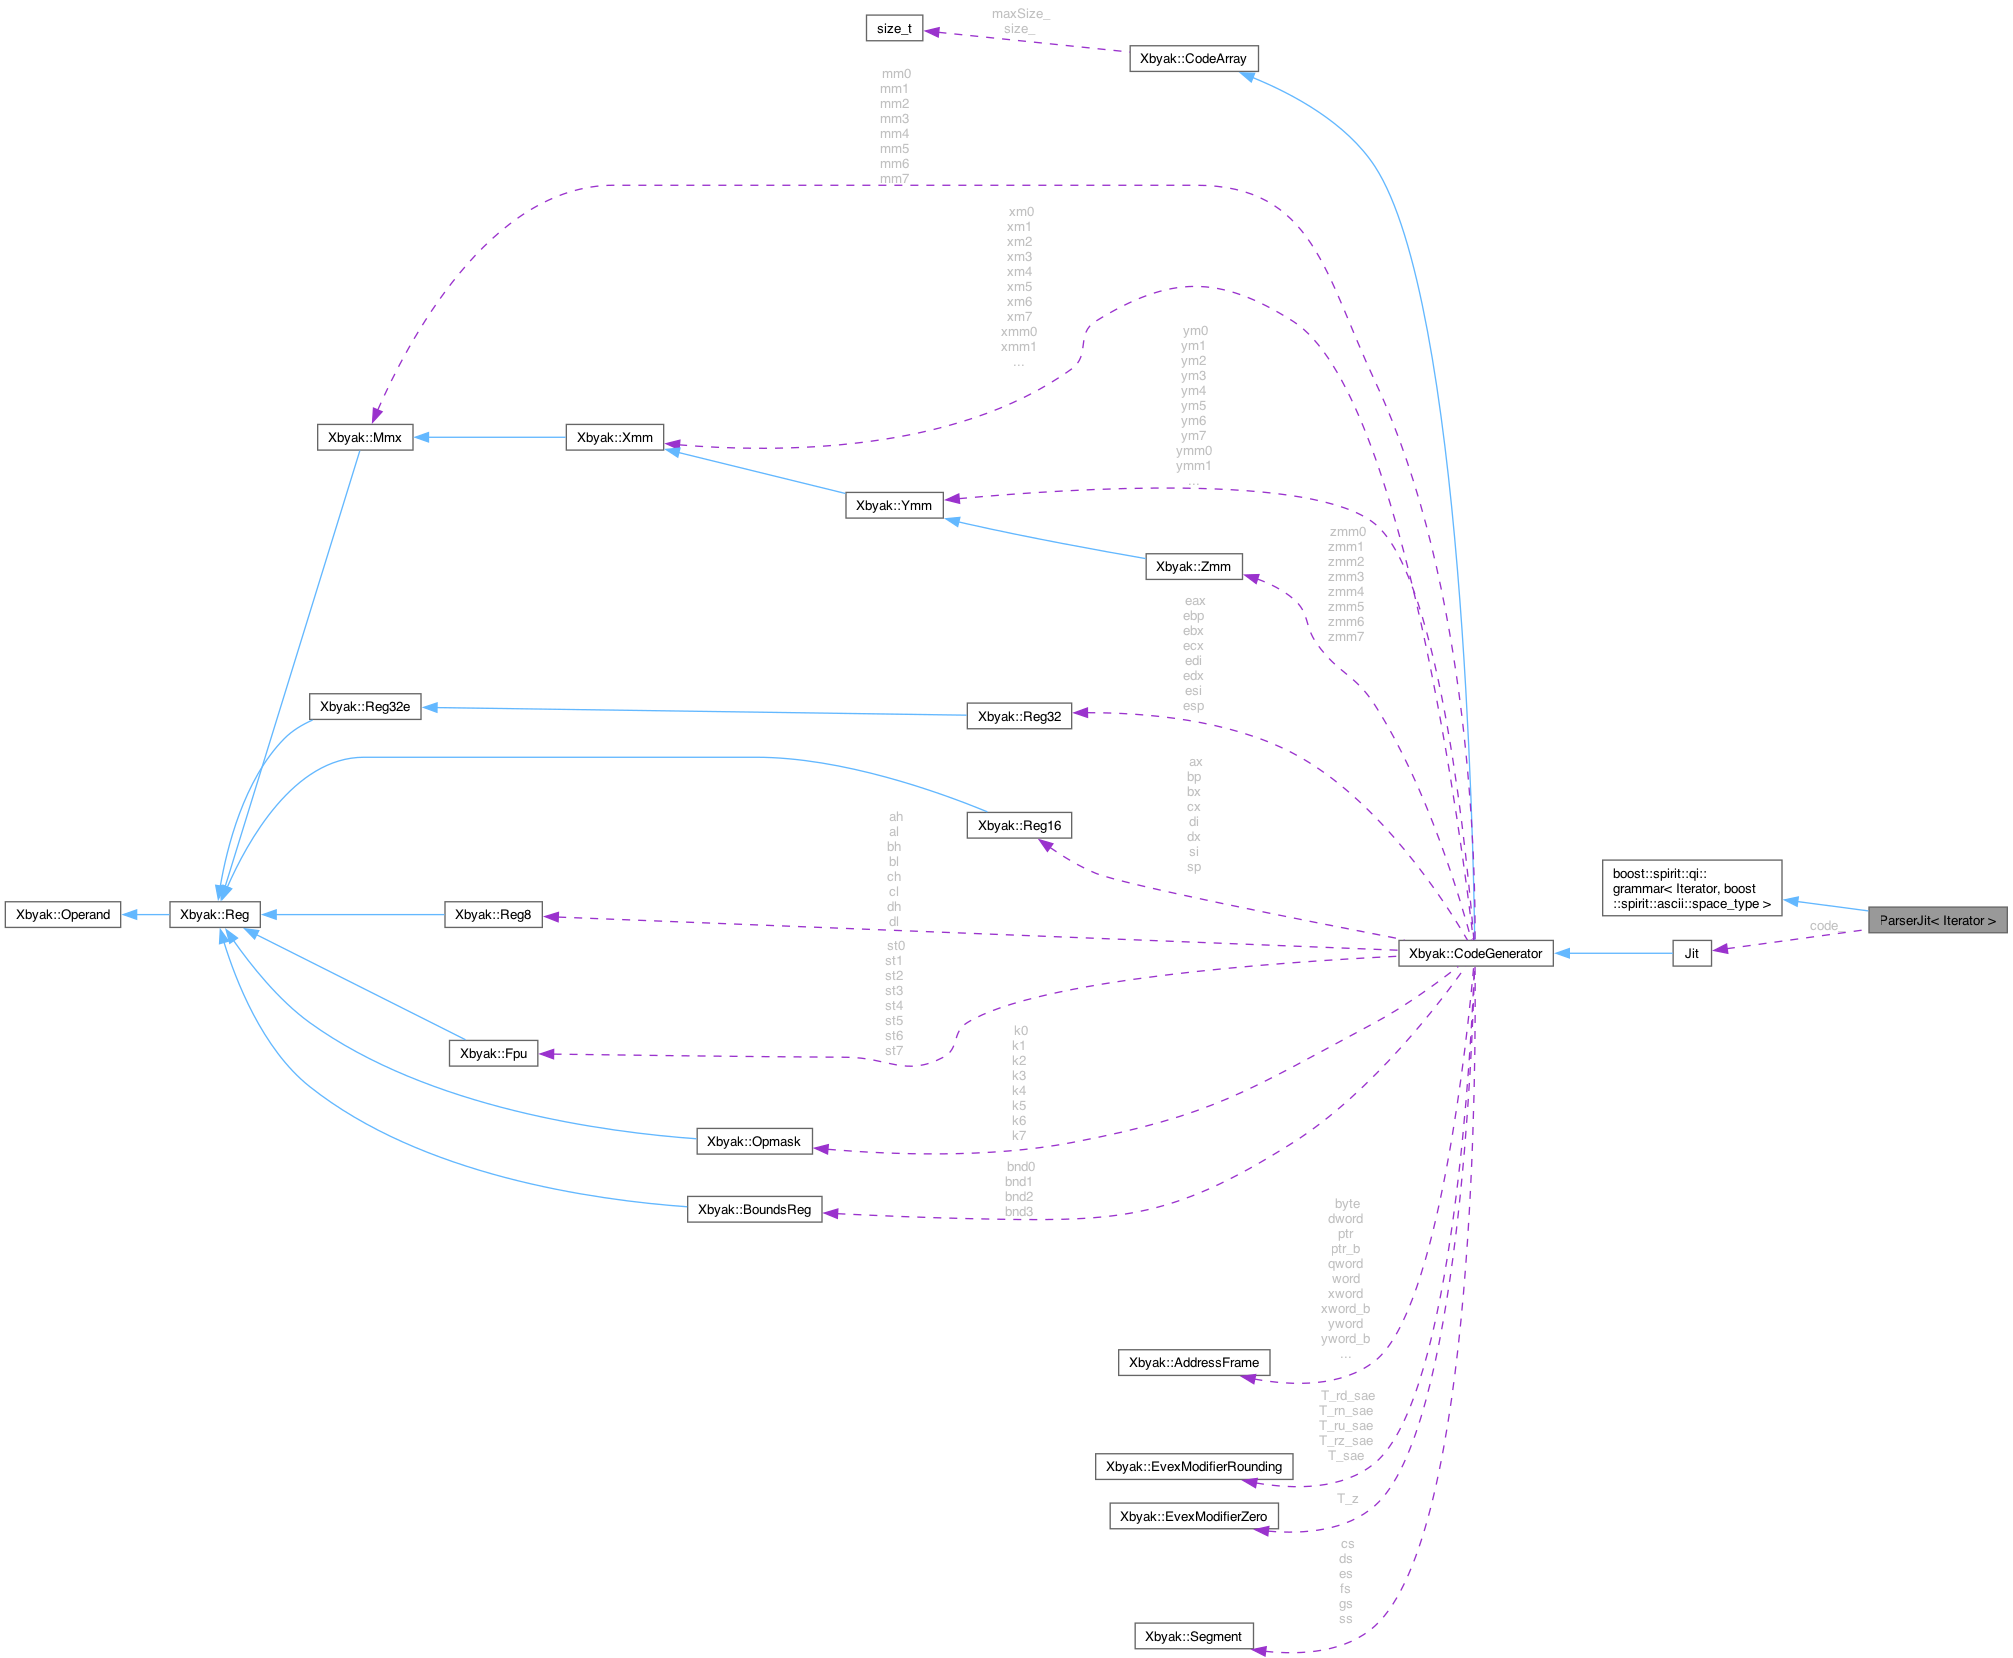 maxSize_
size_
size_t
Xbyak::CodeArray
mm0
mm1
mm2
mm3
mm4
mm5
mm6
mm7
xm0
xm1
xm2
xm3
xm4
xm5
xm6
xm7
xmm0
xmm1
...
ym0
ym1
ym2
ym3
ym4
ym5
ym6
ym7
ymm0
ymm1
...
Xbyak::Mmx
Xbyak::Xmm
Xbyak::Ymm
Xbyak::Zmm
zmm0
zmm1
zmm2
zmm3
zmm4
zmm5
zmm6
zmm7
eax
ebp
ebx
ecx
edi
edx
esi
esp
Xbyak::Reg32e
Xbyak::Reg32
ax
bp
bx
cx
di
dx
si
sp
Xbyak::Reg16
ah
al
bh
bl
ch
cl
dh
dl
Xbyak::Operand
Xbyak::Reg
Xbyak::Reg8
boost::spirit::qi::
grammar< Iterator, boost
::spirit::ascii::space_type >
ParserJit< Iterator >
code
Xbyak::CodeGenerator
Jit
st0
st1
st2
st3
st4
st5
st6
st7
Xbyak::Fpu
k0
k1
k2
k3
k4
k5
k6
k7
Xbyak::Opmask
bnd0
bnd1
bnd2
bnd3
Xbyak::BoundsReg
byte
dword
ptr
ptr_b
qword
word
xword
xword_b
yword
yword_b
...
Xbyak::AddressFrame
T_rd_sae
T_rn_sae
T_ru_sae
T_rz_sae
T_sae
Xbyak::EvexModifierRounding
T_z
Xbyak::EvexModifierZero
cs
ds
es
fs
gs
ss
Xbyak::Segment